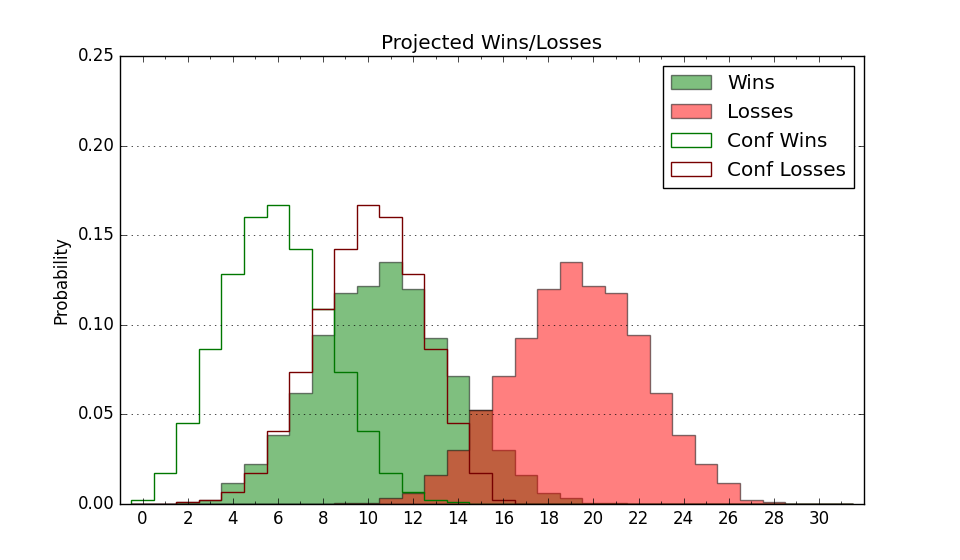 Projected Wins/Losses
0.25
0.20
0.15
0.10
0.05
0.00
Probability
Wins
Losses
Conf Wins
Conf Losses
0 2 4 6 8 10 12 14 16 18 20 22 24 26 28 30